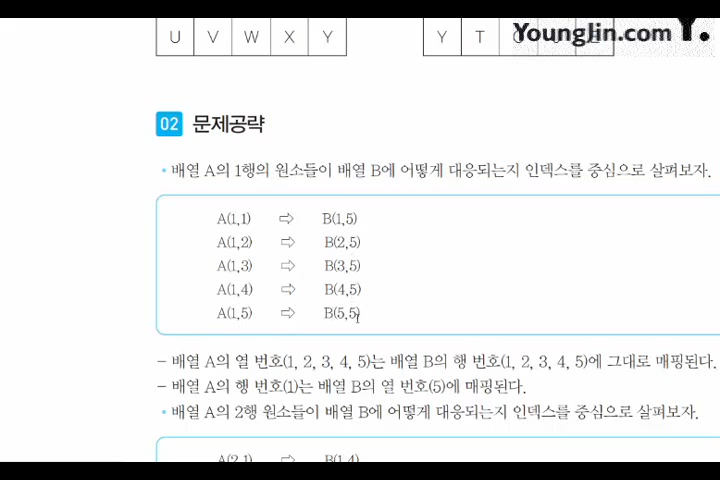 YoungJin.com Y.
U V W X Y Y T
02 문제공략
• 배열 A의 1행의 원소들이 배열 B에 어떻게 대응되는지 인덱스를 중심으로 살펴보자.
A(1,1) ⇨ B(1,5)
A(1,2) ⇨ B(2,5)
A(1,3) ⇨ B(3,5)
A(1,4) ⇨ B(4,5)
A(1,5) ⇨ B(5,5)
– 배열 A의 열 번호(1, 2, 3, 4, 5)는 배열 B의 행 번호(1, 2, 3, 4, 5)에 그대로 매핑된다.
– 배열 A의 행 번호(1)는 배열 B의 열 번호(5)에 매핑된다.
• 배열 A의 2행 원소들이 배열 B에 어떻게 대응되는지 인덱스를 중심으로 살펴보자.
A(2,1) ⇨ B(1,4)